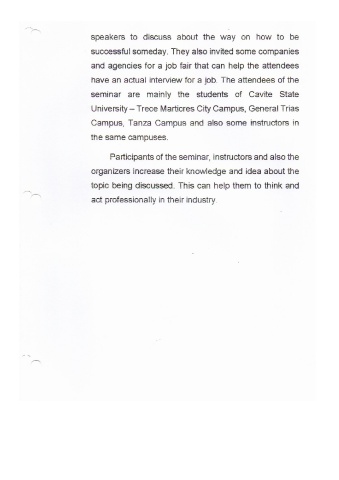 speakers to discuss about the way on how to be
successful someday. They also invited some companies
and agencies for a job fair that can help the attendees
have an actual interview for a job. The attendees of the
seminar are mainly the students of Cavite State
University – Trece Martires City Campus, General Trias
Campus, Tanza Campus and also some instructors in
the same campuses.
Participants of the seminar, instructors and also the
organizers increase their knowledge and idea about the
topic being discussed. This can help them to think and
act professionally in their industry.